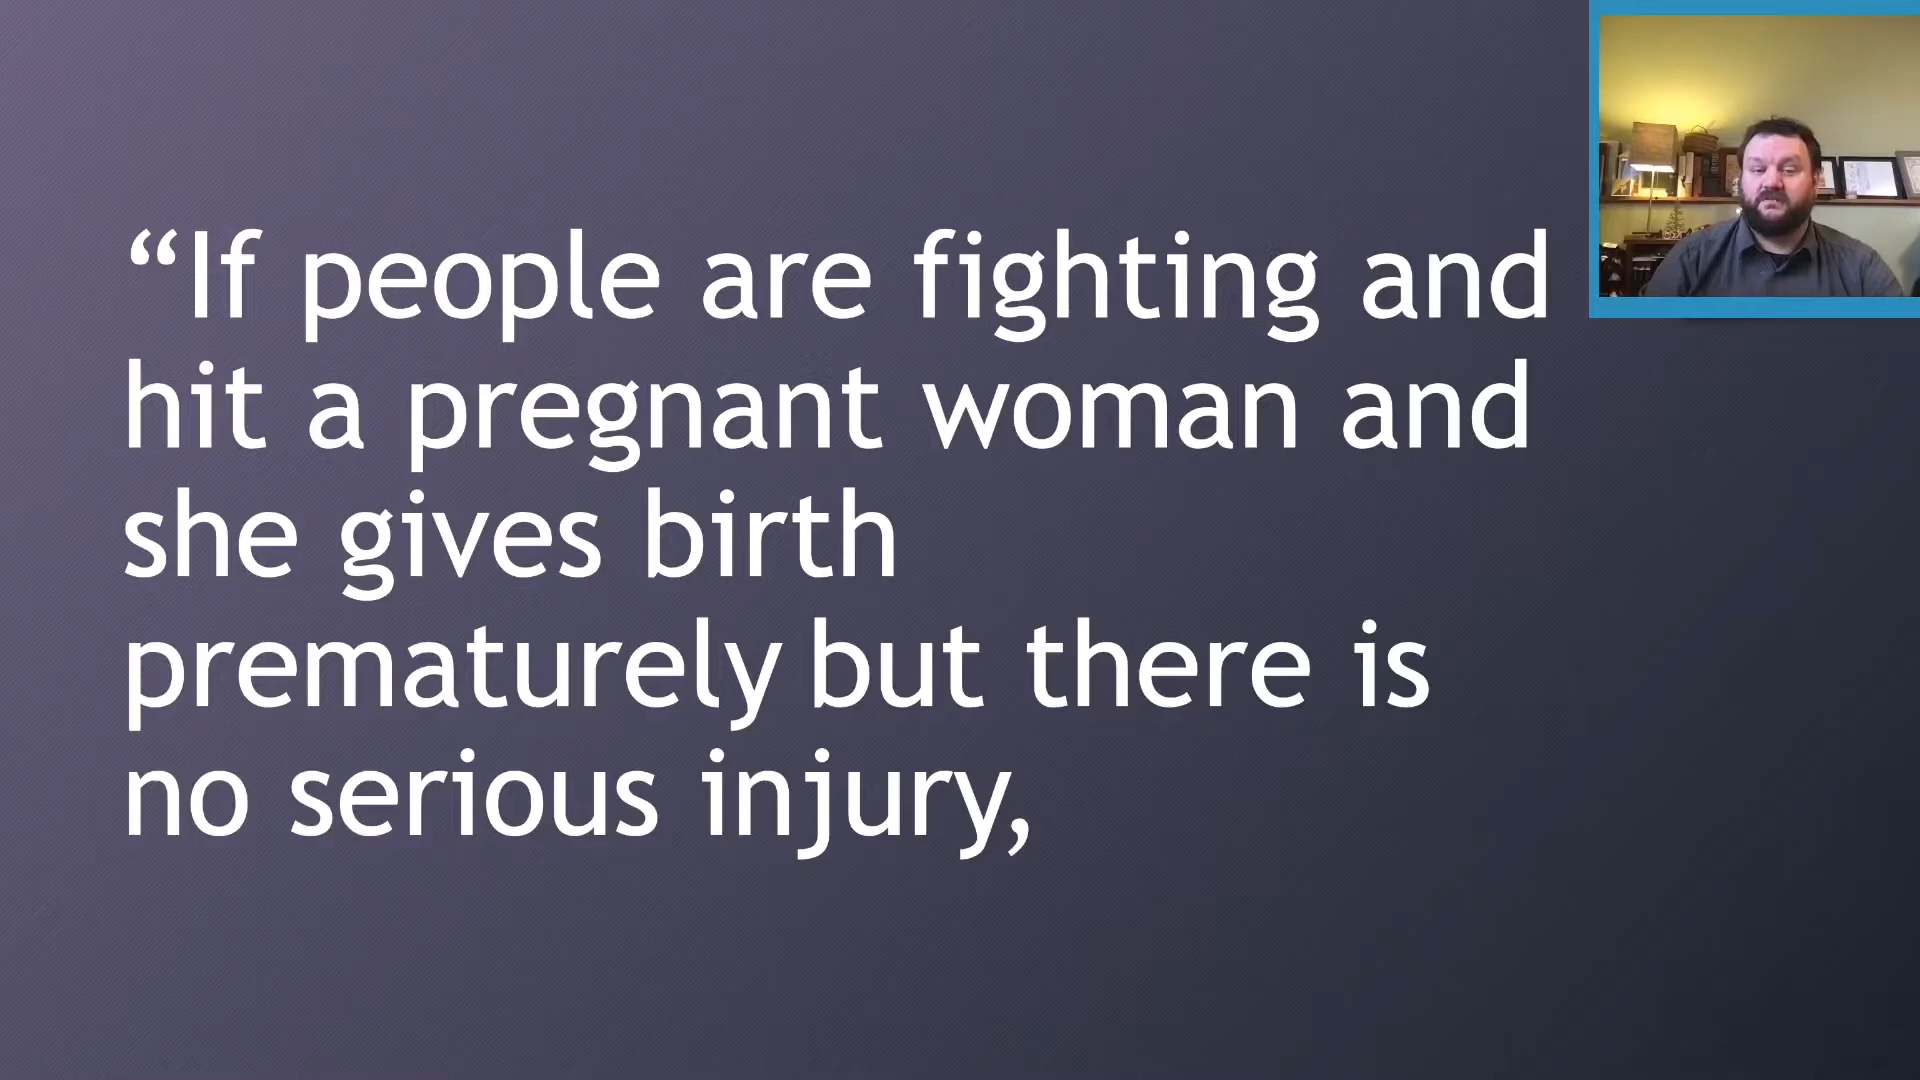 “If people are fighting and
hit a pregnant woman and
she gives birth
prematurely but there is
no serious injury,